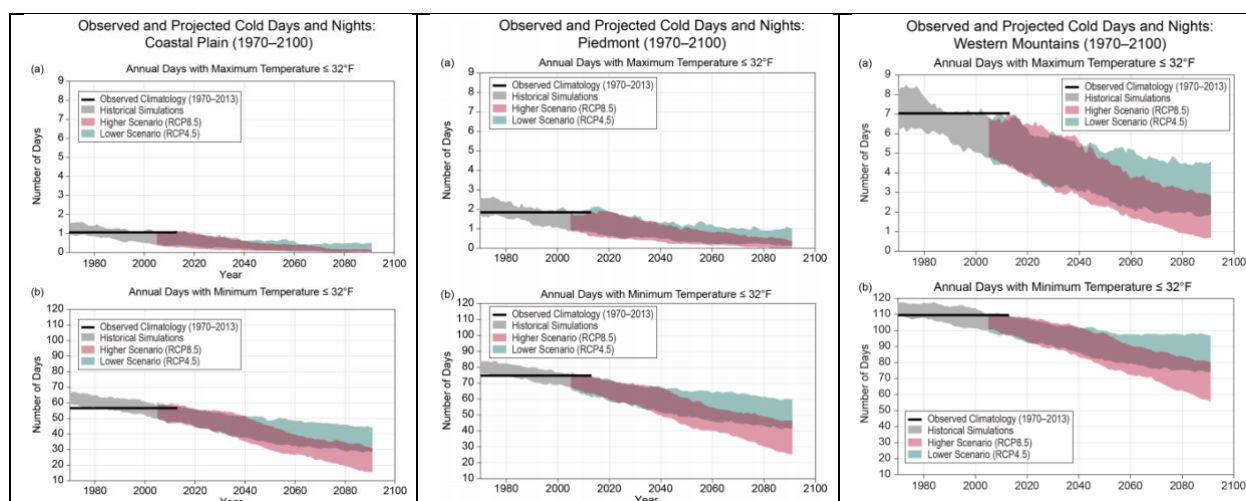 Observed and Projected Cold Days and Nights:
Coastal Plain (1970–2100)
(a)
Annual Days with Maximum Temperature ≤ 32°F
9
8
7
6
5
4
3
2
1
0
Number of Days
Observed Climatology (1970–2013)
Historical Simulations
Higher Scenario (RCP8.5)
Lower Scenario (RCP4.5)
1980
2000
2020
2040
2060
2080
2100
Year
(b)
Annual Days with Minimum Temperature ≤ 32°F
120
110
100
90
80
70
60
50
40
30
20
10
Number of Days
Observed Climatology (1970–2013)
Historical Simulations
Higher Scenario (RCP8.5)
Lower Scenario (RCP4.5)
1980
2000
2020
2040
2060
2080
2100
Year
Observed and Projected Cold Days and Nights:
Piedmont (1970–2100)
(a)
Annual Days with Maximum Temperature ≤ 32°F
9
8
7
6
5
4
3
2
1
0
Number of Days
Observed Climatology (1970–2013)
Historical Simulations
Higher Scenario (RCP8.5)
Lower Scenario (RCP4.5)
1980
2000
2020
2040
2060
2080
2100
Year
(b)
Annual Days with Minimum Temperature ≤ 32°F
120
110
100
90
80
70
60
50
40
30
20
10
Number of Days
Observed Climatology (1970–2013)
Historical Simulations
Higher Scenario (RCP8.5)
Lower Scenario (RCP4.5)
1980
2000
2020
2040
2060
2080
2100
Year
Observed and Projected Cold Days and Nights:
Western Mountains (1970–2100)
(a)
Annual Days with Maximum Temperature ≤ 32°F
9
8
7
6
5
4
3
2
1
0
Number of Days
Observed Climatology (1970–2013)
Historical Simulations
Higher Scenario (RCP8.5)
Lower Scenario (RCP4.5)
1980
2000
2020
2040
2060
2080
2100
Year
(b)
Annual Days with Minimum Temperature ≤ 32°F
120
110
100
90
80
70
60
50
40
30
20
10
Number of Days
Observed Climatology (1970–2013)
Historical Simulations
Higher Scenario (RCP8.5)
Lower Scenario (RCP4.5)
1980
2000
2020
2040
2060
2080
2100
Year